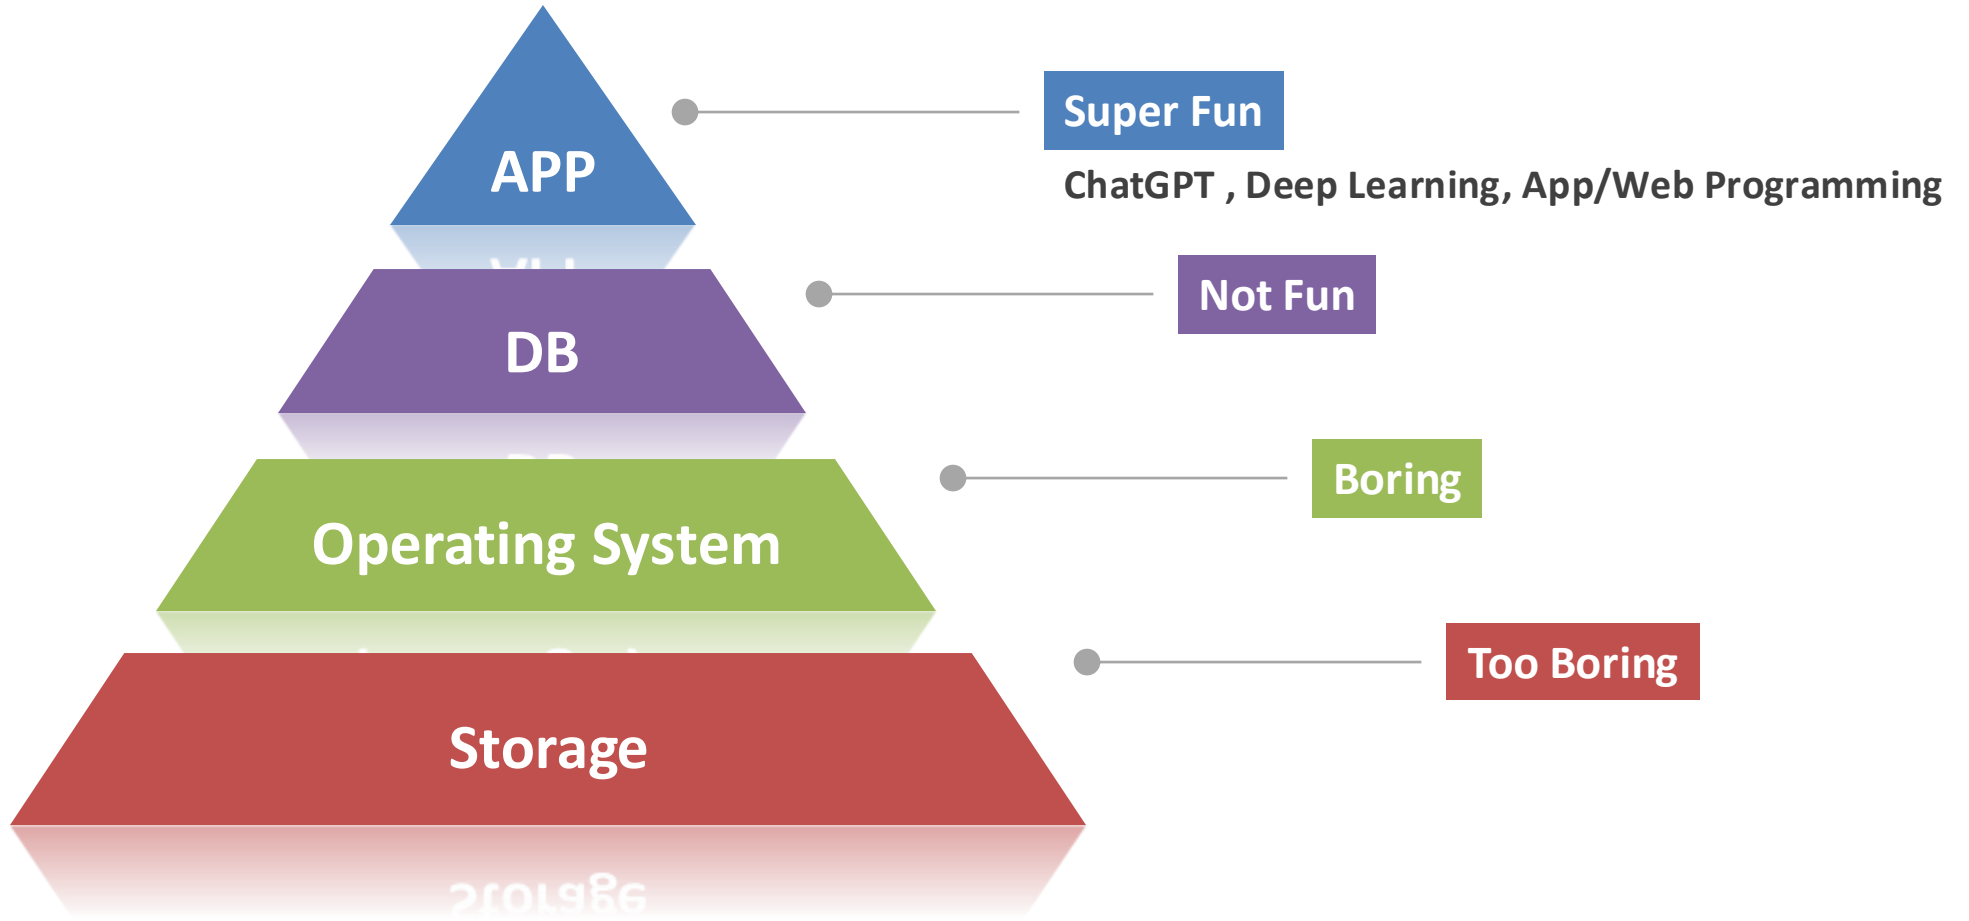 APP
Super Fun
ChatGPT , Deep Learning, App/Web Programming
DB
Not Fun
Operating System
Boring
Storage
Too Boring